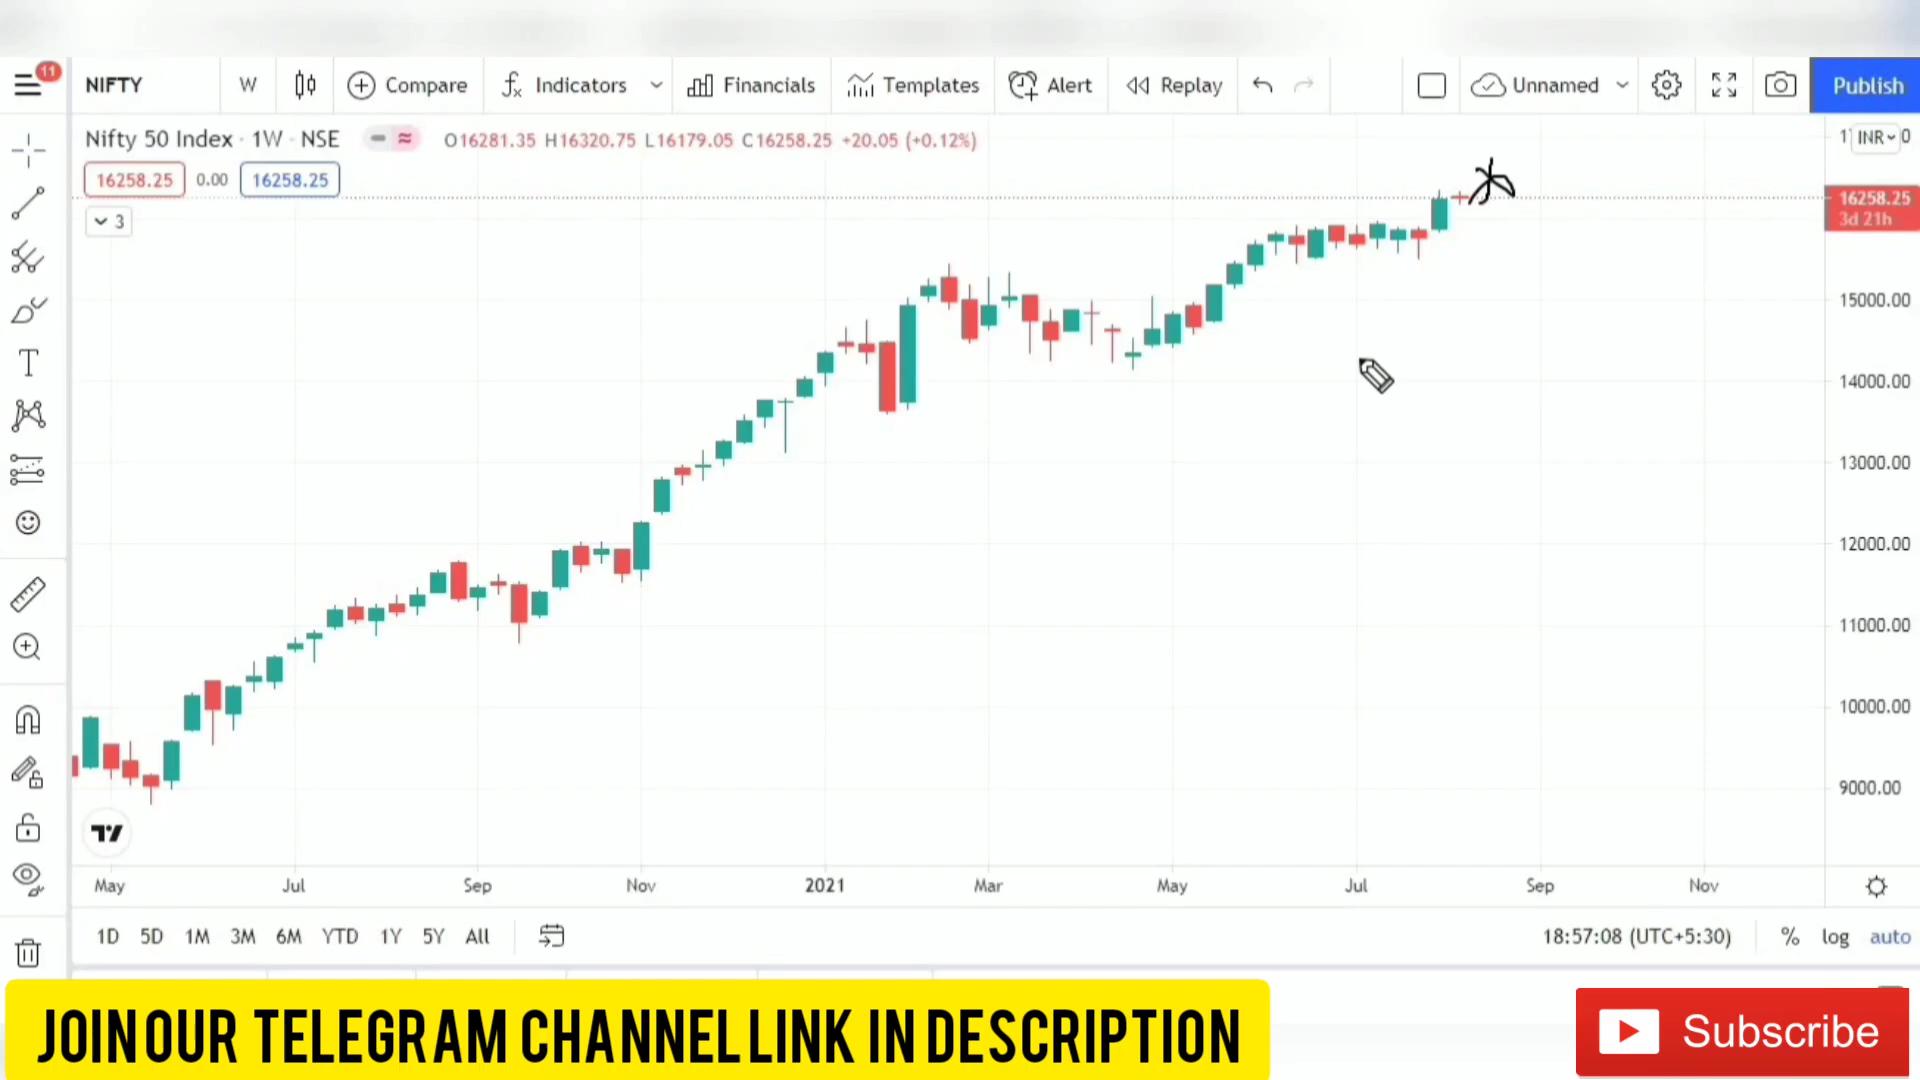 11
NIFTY W Compare Indicators Financials Templates Alert Replay Unnamed Publish
Nifty 50 Index · 1W · NSE O16281.35 H16320.75 L16179.05 C16258.25 +20.05 (+0.12%)
INR
16258.25 0.00 16258.25
3
16258.25
3d 21h
15000.00
14000.00
13000.00
12000.00
11000.00
10000.00
9000.00
May Jul Sep Nov 2021 Mar May Jul Sep Nov
1D 5D 1M 3M 6M YTD 1Y 5Y All 18:57:08 (UTC+5:30) % log auto
JOIN OUR TELEGRAM CHANNEL LINK IN DESCRIPTION
Subscribe